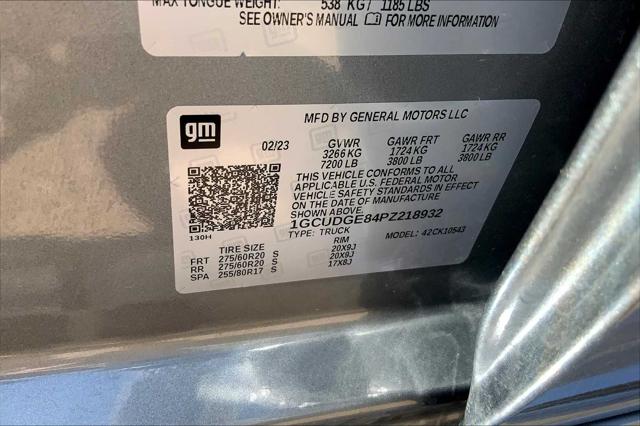 MAX TONGUE WEIGHT: 538 KG / 1185 LBS
SEE OWNER'S MANUAL FOR MORE INFORMATION
gm
MFD BY GENERAL MOTORS LLC
02/23 GVWR GAWR FRT GAWR RR
3266 KG 1724 KG 1724 KG
7200 LB 3800 LB 3800 LB
THIS VEHICLE CONFORMS TO ALL
APPLICABLE U.S. FEDERAL MOTOR
VEHICLE SAFETY STANDARDS IN EFFECT
ON THE DATE OF MANUFACTURE
SHOWN ABOVE.
1GCUDGE84PZ218932
130H
TYPE: TRUCK MODEL: 42CK10543
TIRE SIZE RIM
FRT 275/60R20 S 20X9J
RR 275/60R20 S 20X9J
SPA 255/80R17 S 17X8J